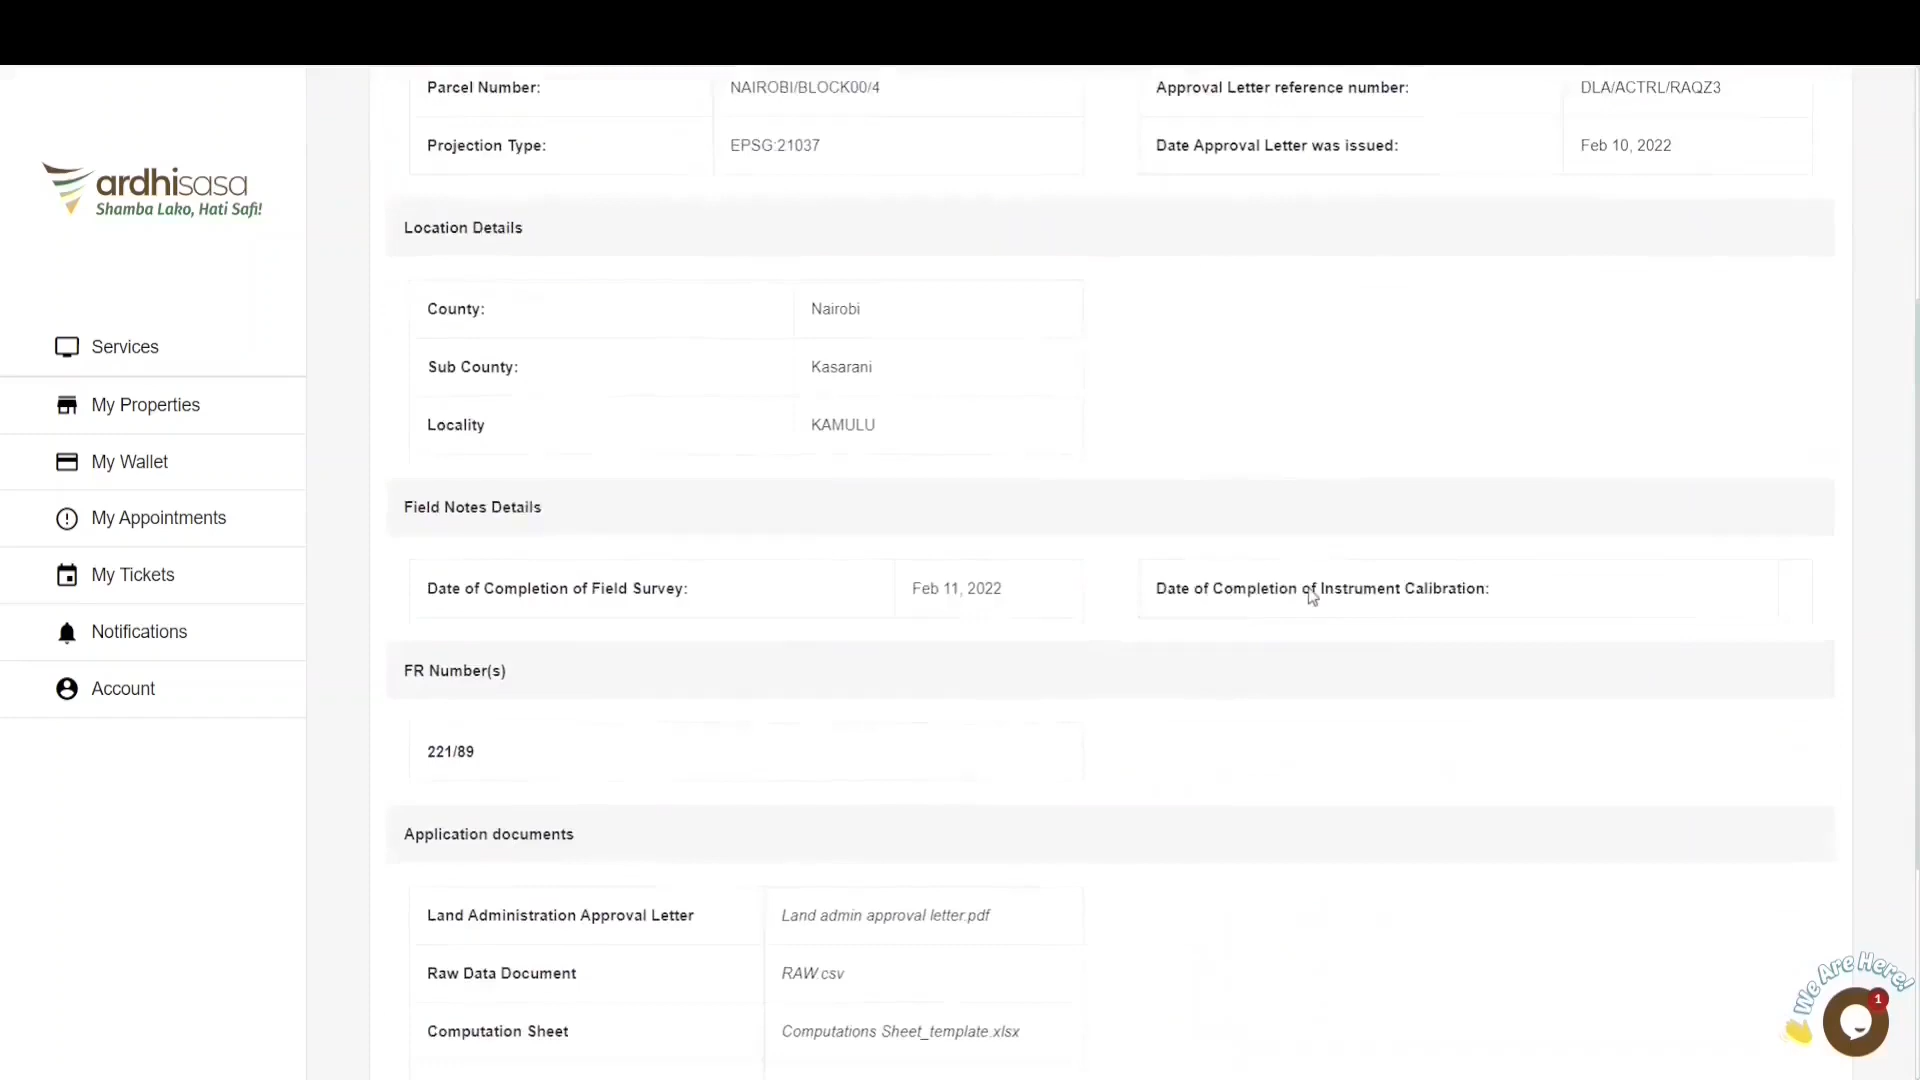 Parcel Number: NAIROBI/BLOCK00/4 Approval Letter reference number: DLA/ACTRL/RAQZ3
Projection Type: EPSG:21037 Date Approval Letter was issued: Feb 10, 2022
ardhisasa
Shamba Lako, Hati Safi!
Services
My Properties
My Wallet
My Appointments
My Tickets
Notifications
Account
Location Details
County: Nairobi
Sub County: Kasarani
Locality KAMULU
Field Notes Details
Date of Completion of Field Survey: Feb 11, 2022 Date of Completion of Instrument Calibration:
FR Number(s)
221/89
Application documents
Land Administration Approval Letter Land admin approval letter.pdf
Raw Data Document RAW.csv
Computation Sheet Computations Sheet_template.xlsx
We Are Here!
1